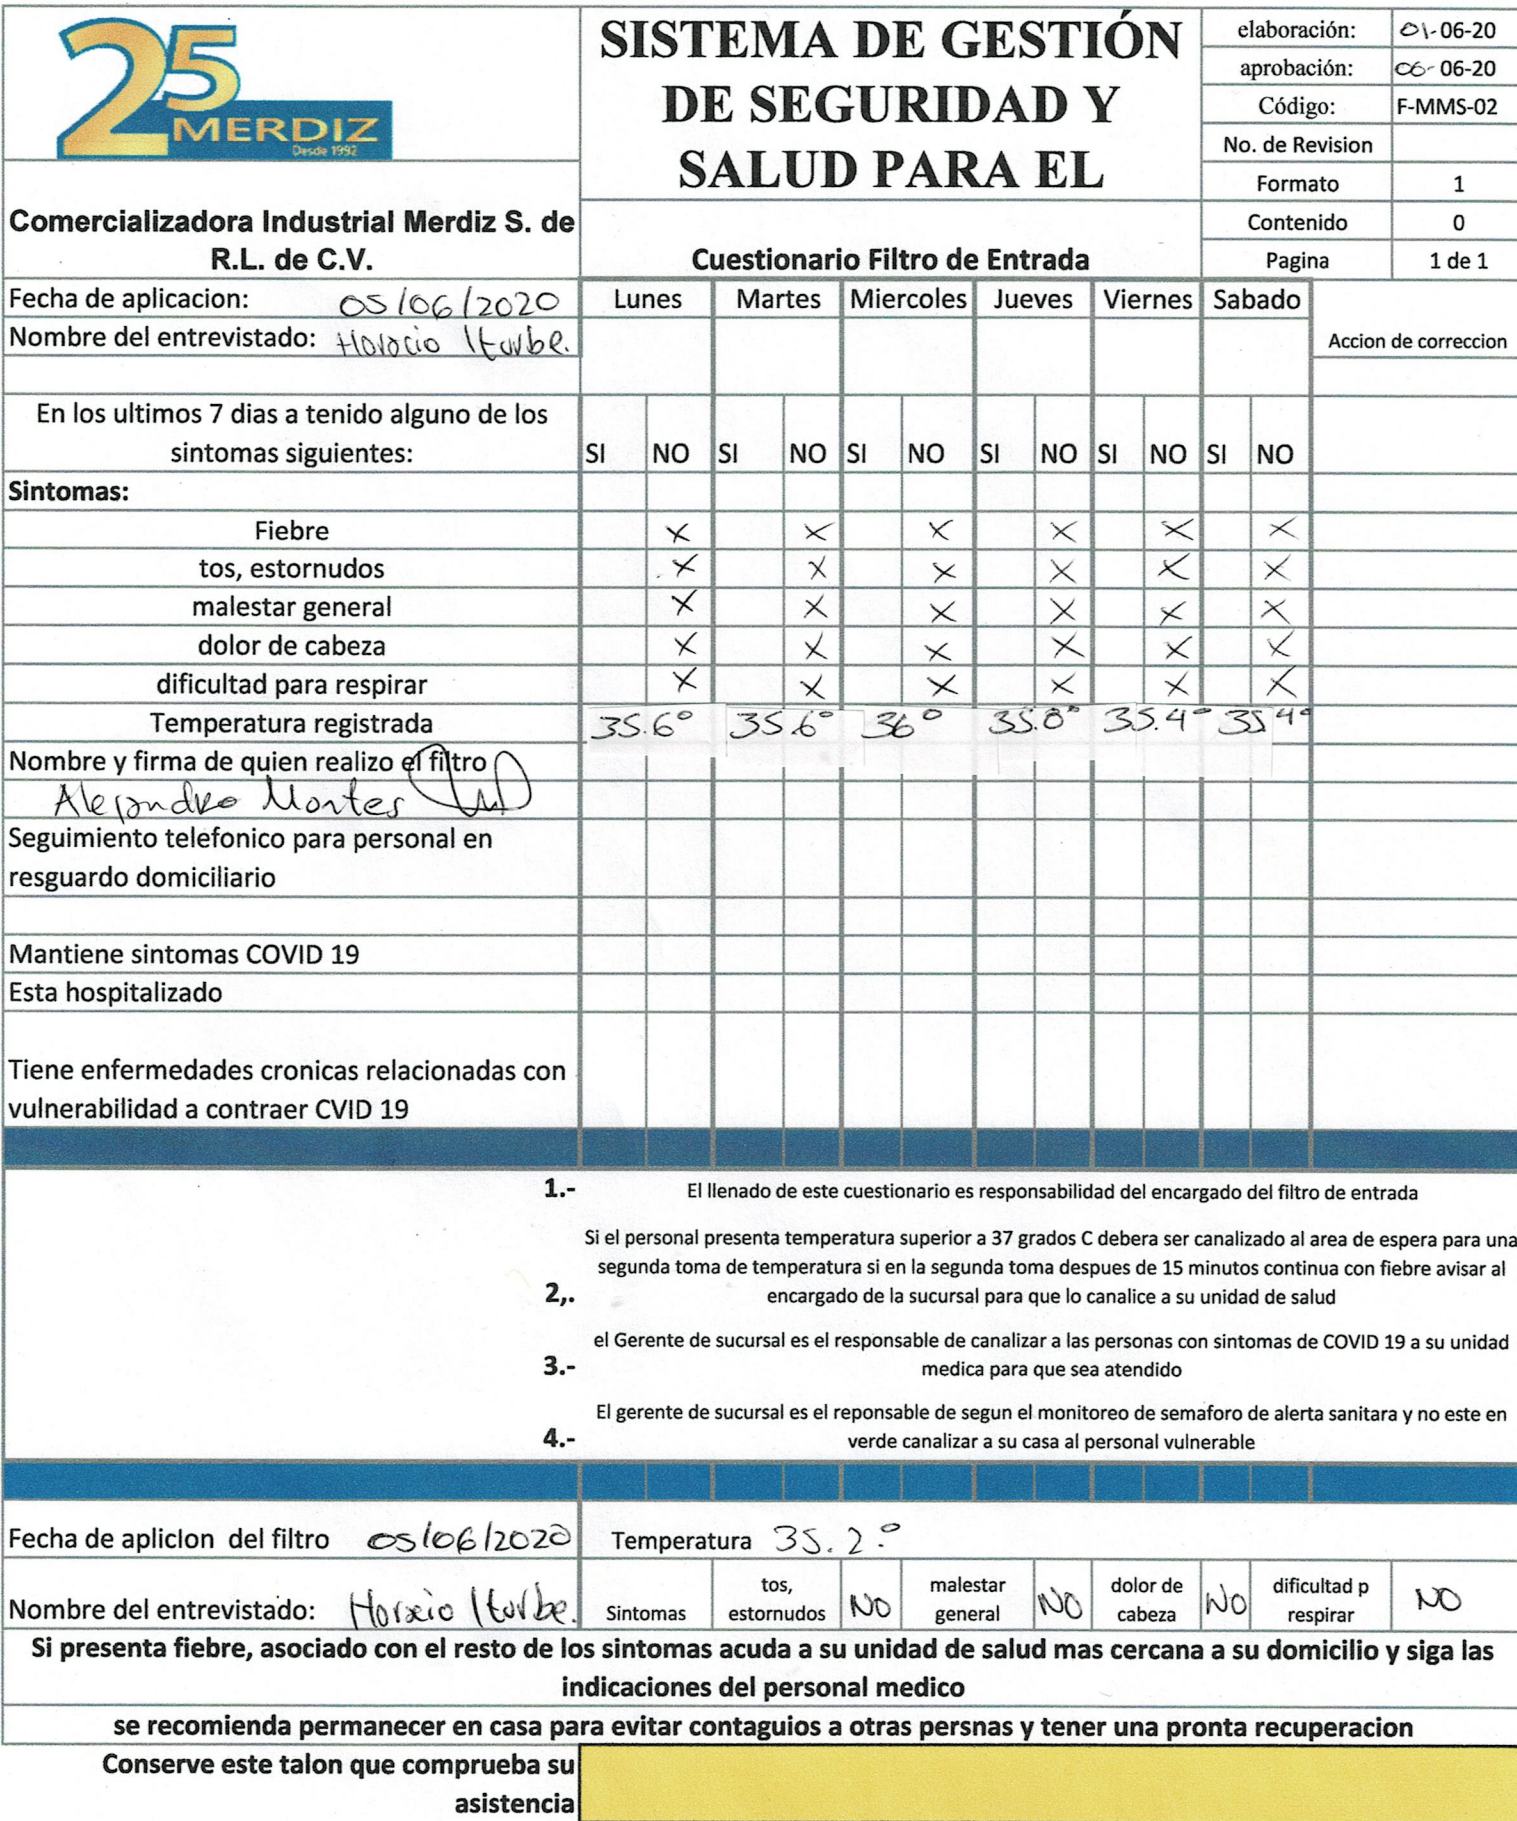 25
MERDIZ
Desde 1992
SISTEMA DE GESTIÓN
DE SEGURIDAD Y
SALUD PARA EL
elaboración: 01-06-20
aprobación: 06-06-20
Código: F-MMS-02
No. de Revision
Formato 1
Contenido 0
Pagina 1 de 1
Comercializadora Industrial Merdiz S. de
R.L. de C.V.
Cuestionario Filtro de Entrada
Fecha de aplicacion: 05/06/2020
Lunes Martes Miercoles Jueves Viernes Sabado
Nombre del entrevistado: Horacio Iturbe.
Accion de correccion
En los ultimos 7 dias a tenido alguno de los
sintomas siguientes:
SI NO SI NO SI NO SI NO SI NO SI NO
Sintomas:
Fiebre X X X X X X
tos, estornudos X X X X X X
malestar general X X X X X X
dolor de cabeza X X X X X X
dificultad para respirar X X X X X X
Temperatura registrada 35.6° 35.6° 36° 35.8° 35.4° 35.4°
Nombre y firma de quien realizo el filtro
Alejandro Montes
Seguimiento telefonico para personal en
resguardo domiciliario
Mantiene sintomas COVID 19
Esta hospitalizado
Tiene enfermedades cronicas relacionadas con
vulnerabilidad a contraer CVID 19
1.- El llenado de este cuestionario es responsabilidad del encargado del filtro de entrada
Si el personal presenta temperatura superior a 37 grados C debera ser canalizado al area de espera para una
segunda toma de temperatura si en la segunda toma despues de 15 minutos continua con fiebre avisar al
2,. encargado de la sucursal para que lo canalice a su unidad de salud
el Gerente de sucursal es el responsable de canalizar a las personas con sintomas de COVID 19 a su unidad
3.- medica para que sea atendido
El gerente de sucursal es el reponsable de segun el monitoreo de semaforo de alerta sanitara y no este en
4.- verde canalizar a su casa al personal vulnerable
Fecha de aplicion del filtro 05/06/2020 Temperatura 35.2°
Nombre del entrevistado: Horacio Iturbe.
Sintomas
tos,
estornudos
NO
malestar
general
NO
dolor de
cabeza
NO
dificultad p
respirar
NO
Si presenta fiebre, asociado con el resto de los sintomas acuda a su unidad de salud mas cercana a su domicilio y siga las
indicaciones del personal medico
se recomienda permanecer en casa para evitar contaguios a otras persnas y tener una pronta recuperacion
Conserve este talon que comprueba su
asistencia